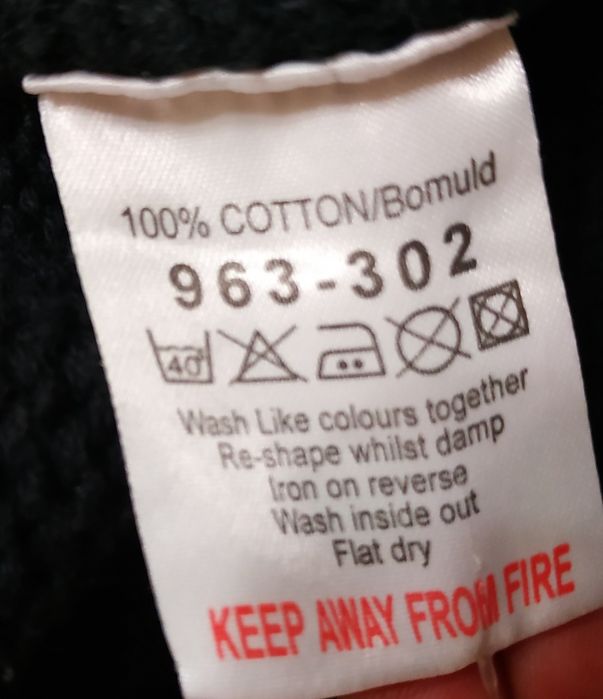 100% COTTON/Bomuld
963-302
40°
Wash Like colours together
Re-shape whilst damp
Iron on reverse
Wash inside out
Flat dry
KEEP AWAY FROM FIRE